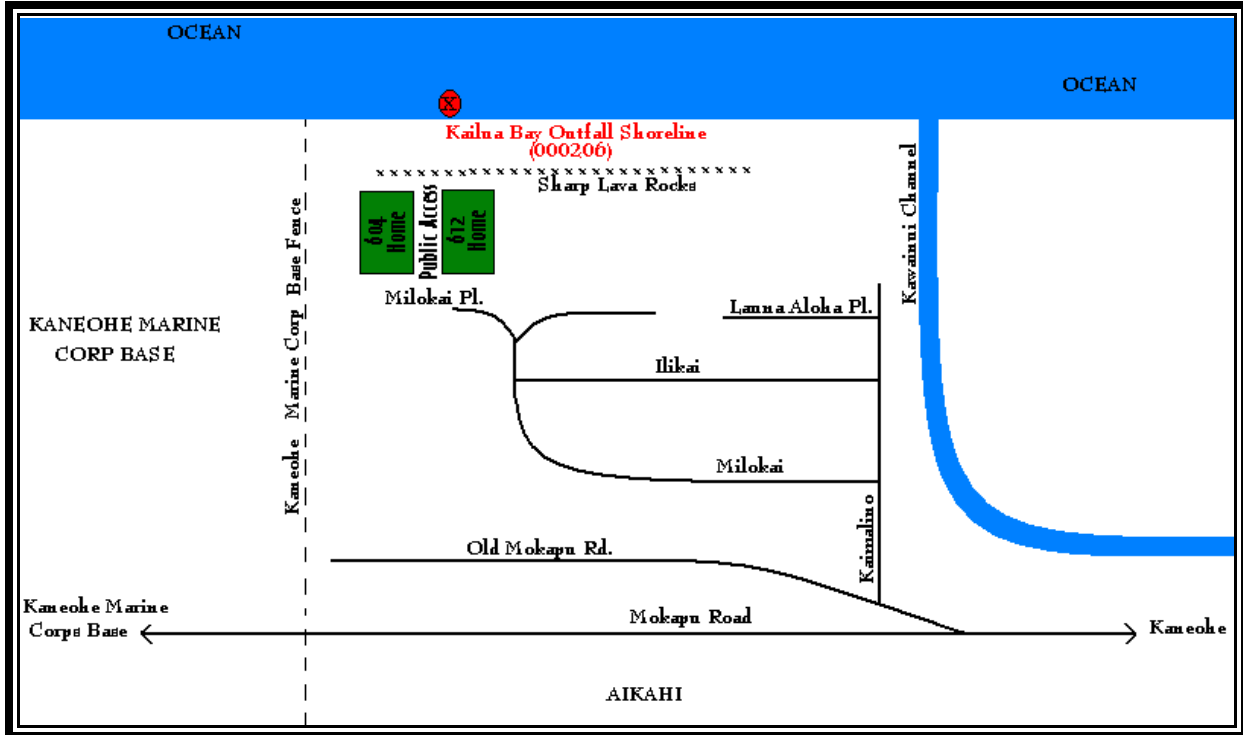 OCEAN
OCEAN
X
Kailua Bay Outfall Shoreline
(000206)
x x x x x x x x x x x x x x x x x x x x x x x x x x x x
Sharp Lava Rocks
604
Home
Public Access
612
Home
Kaneohe Marine Corp Base Fence
Kawainui Channel
Milokai Pl.
Lanna Aloha Pl.
KANEOHE MARINE
CORP BASE
Ilikai
Milokai
Kaimalino
Old Mokapu Rd.
Kaneohe Marine
Corps Base
Mokapu Road
Kaneohe
AIKAHI